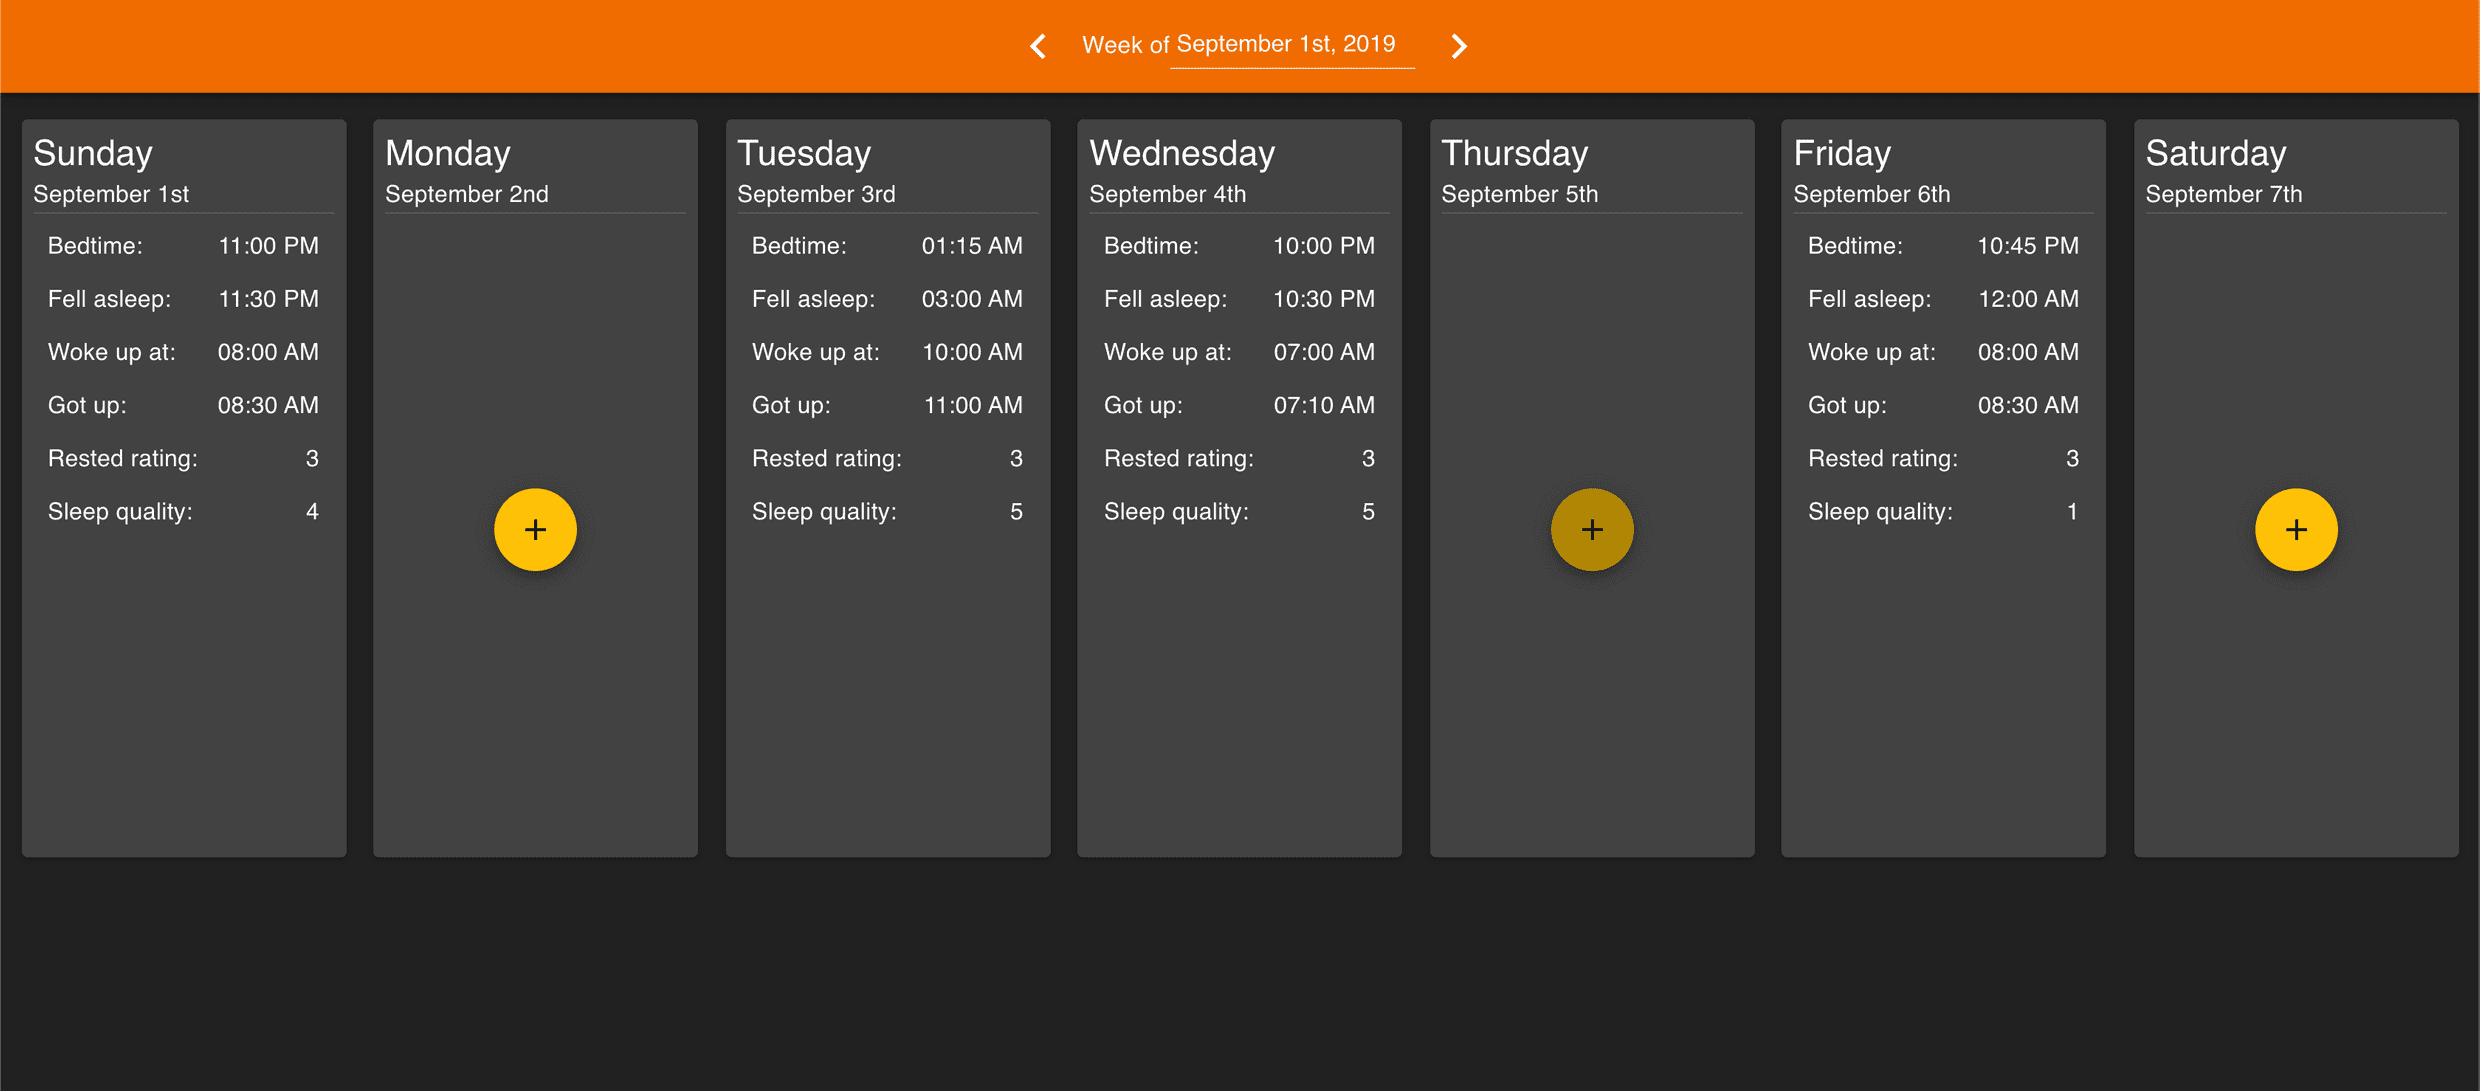 Week of September 1st, 2019
Sunday
September 1st
Bedtime: 11:00 PM
Fell asleep: 11:30 PM
Woke up at: 08:00 AM
Got up: 08:30 AM
Rested rating: 3
Sleep quality: 4
Monday
September 2nd
+
Tuesday
September 3rd
Bedtime: 01:15 AM
Fell asleep: 03:00 AM
Woke up at: 10:00 AM
Got up: 11:00 AM
Rested rating: 3
Sleep quality: 5
Wednesday
September 4th
Bedtime: 10:00 PM
Fell asleep: 10:30 PM
Woke up at: 07:00 AM
Got up: 07:10 AM
Rested rating: 3
Sleep quality: 5
Thursday
September 5th
+
Friday
September 6th
Bedtime: 10:45 PM
Fell asleep: 12:00 AM
Woke up at: 08:00 AM
Got up: 08:30 AM
Rested rating: 3
Sleep quality: 1
Saturday
September 7th
+